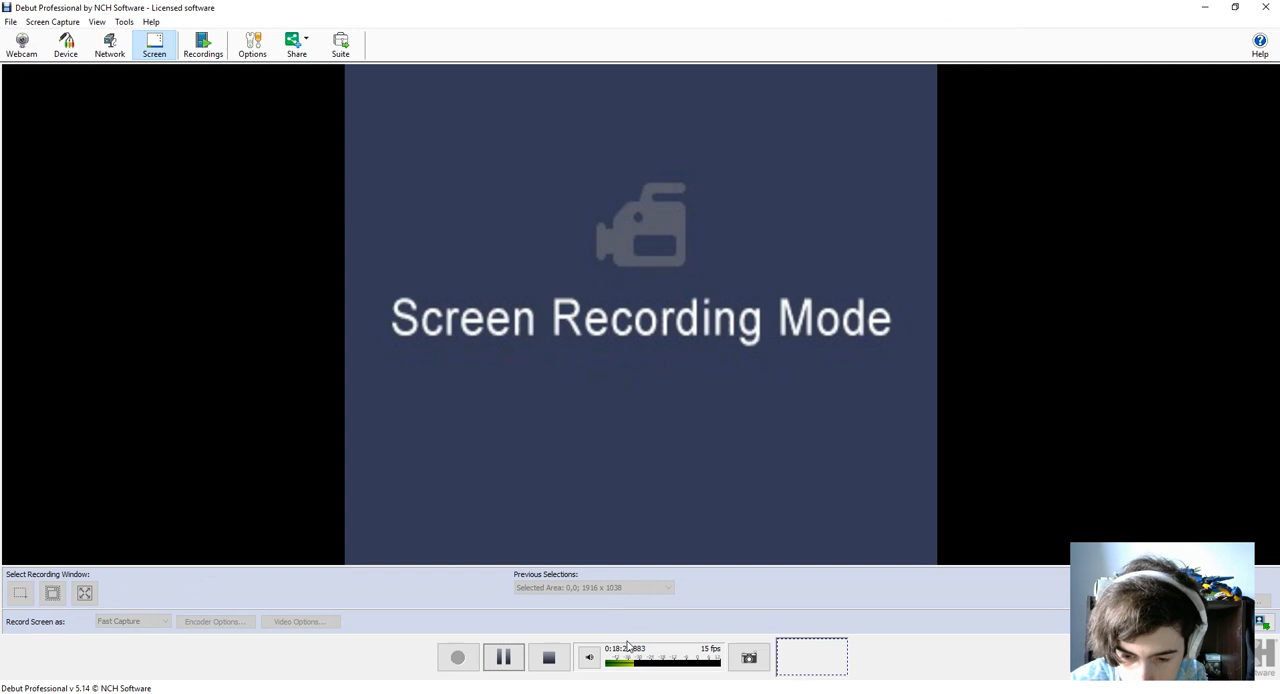 Debut Professional by NCH Software - Licensed software
File Screen Capture View Tools Help
Webcam Device Network Screen Recordings Options Share Suite Help
Screen Recording Mode
Select Recording Window: Previous Selections:
Selected Area: 0,0; 1916 x 1038
Record Screen as: Fast Capture Encoder Options... Video Options...
15 fps
Debut Professional v 5.14 © NCH Software